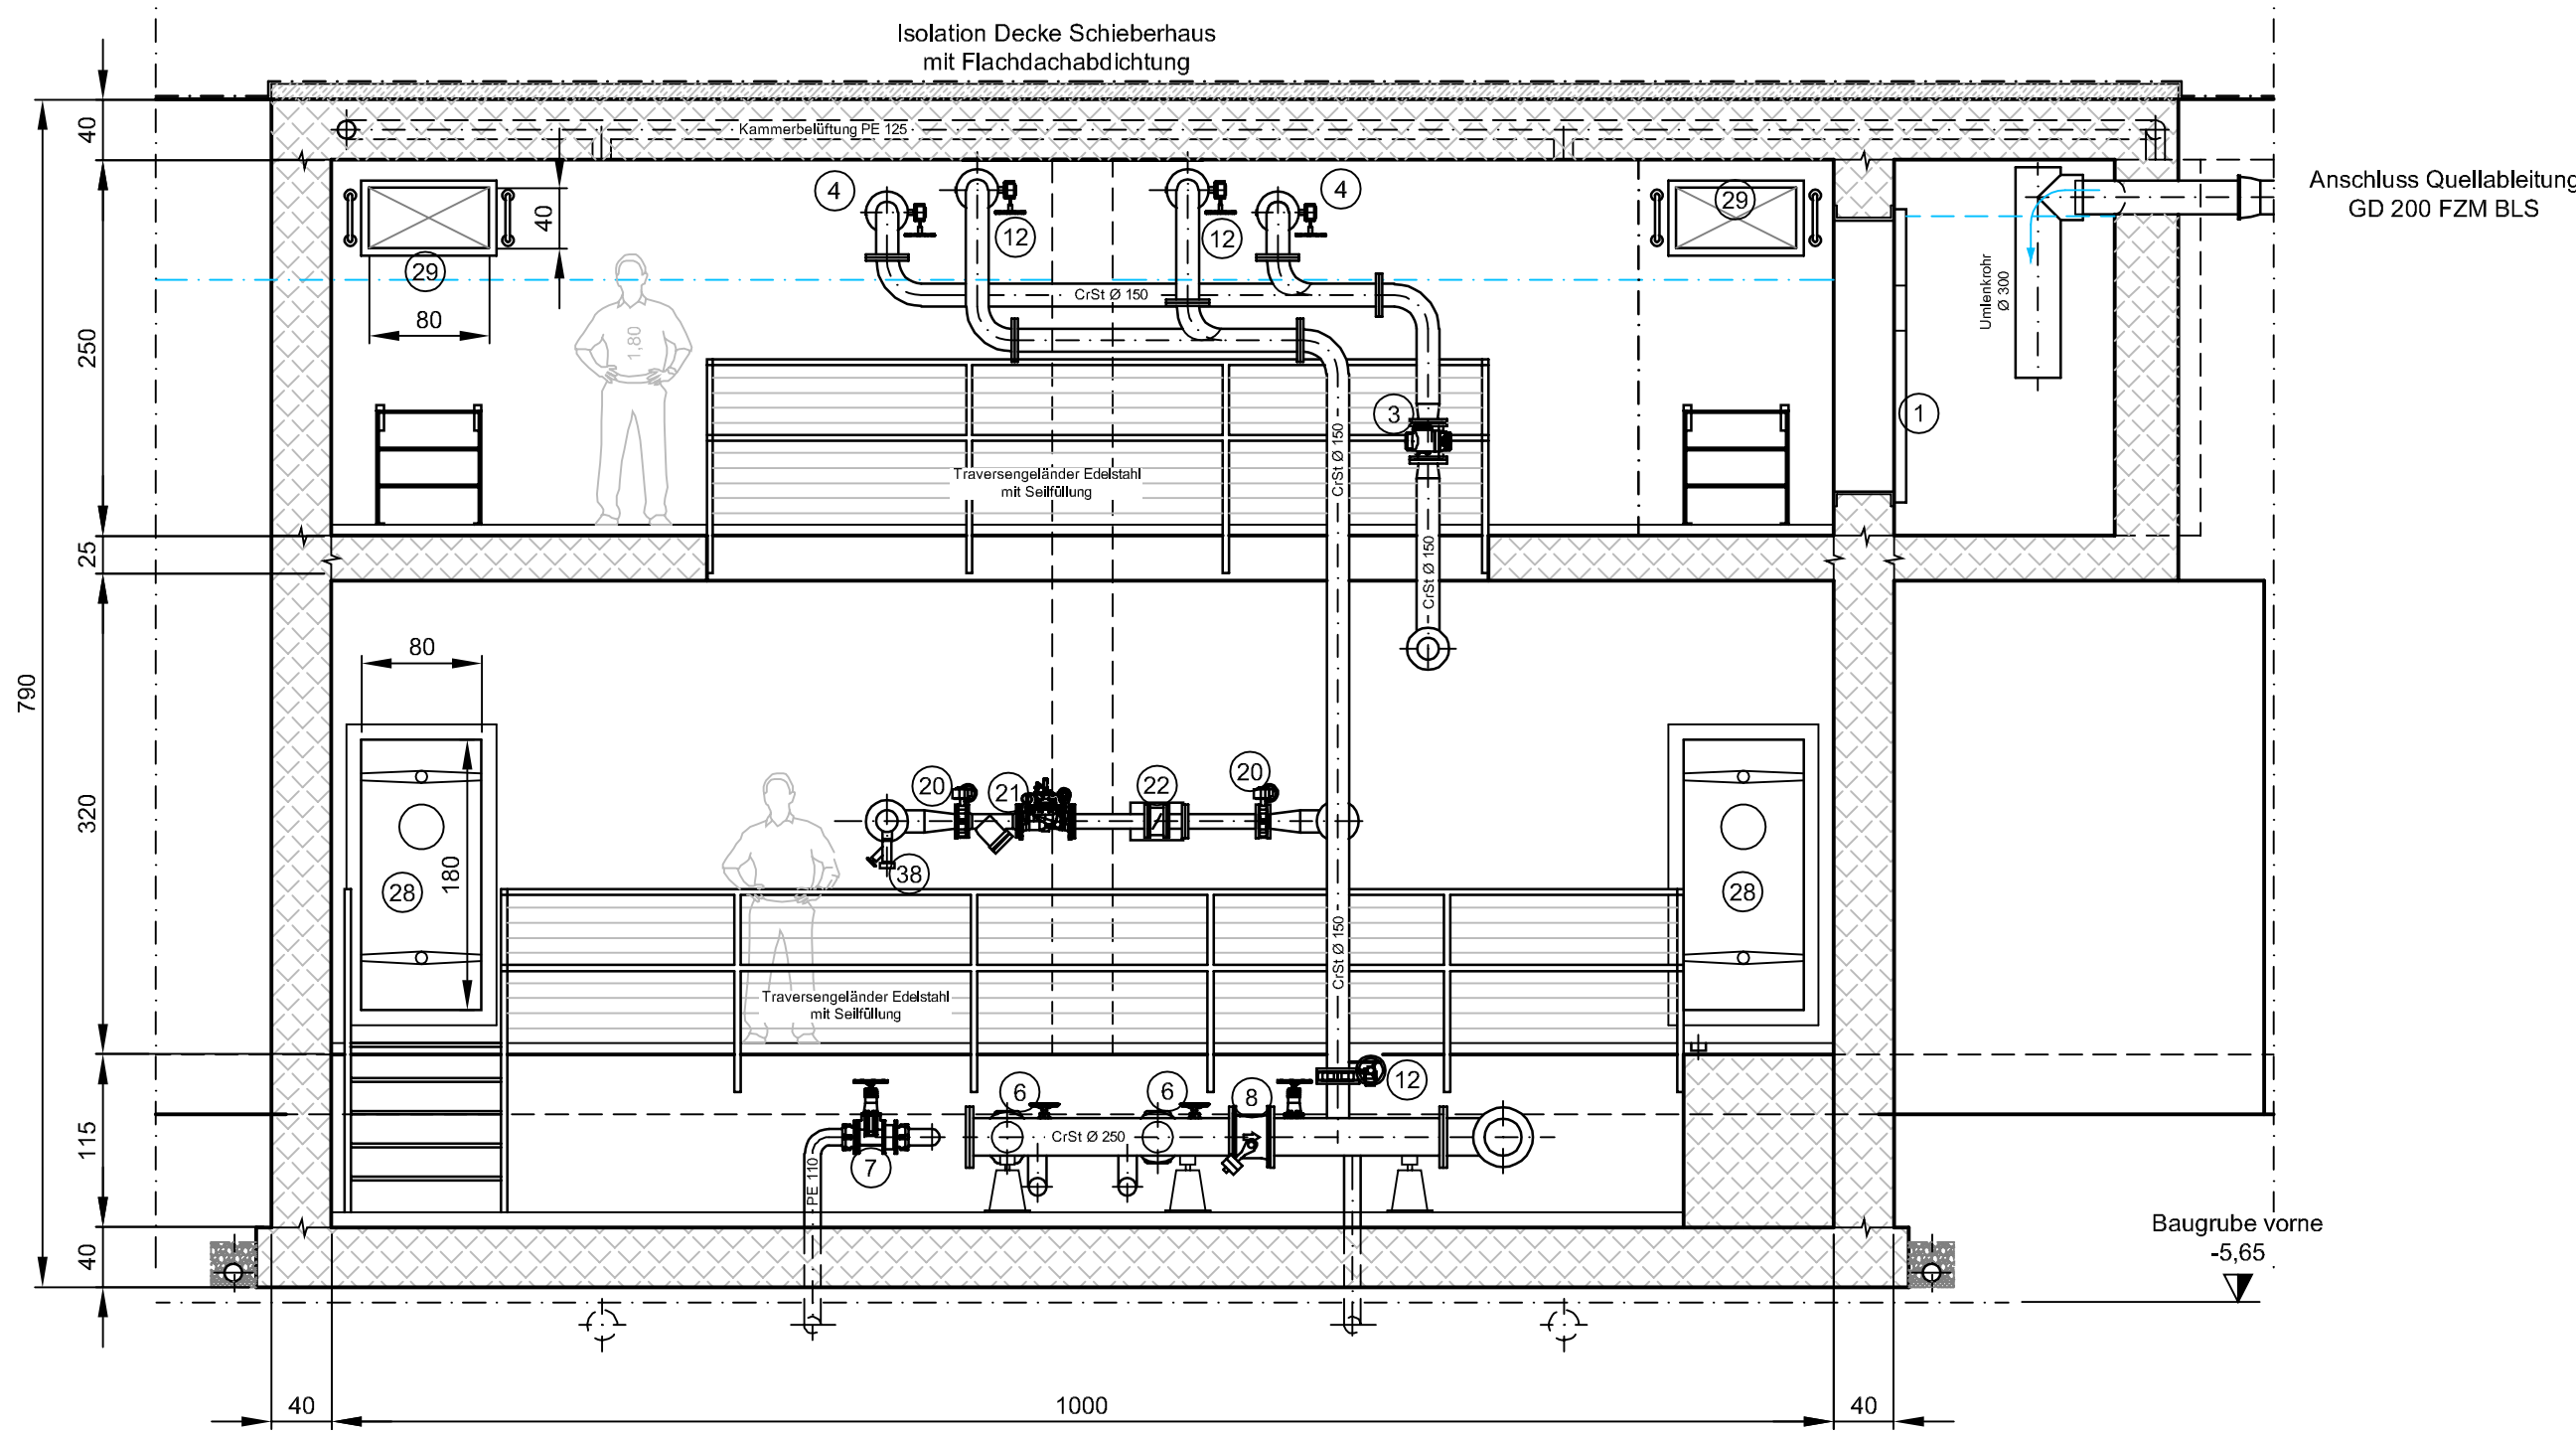 Isolation Decke Schieberhaus
mit Flachdachabdichtung
40
Kammerbelüftung PE 125
Anschluss Quellableitung
GD 200 FZM BLS
4
12
12
4
29
40
29
80
CrSt Ø 150
Umlenkrohr
Ø 300
250
1,80
3
1
CrSt Ø 150
Traversengeländer Edelstahl
mit Seilfüllung
25
CrSt Ø 150
790
80
320
180
28
20
21
22
20
38
28
CrSt Ø 150
Traversengeländer Edelstahl
mit Seilfüllung
115
6
6
8
12
CrSt Ø 250
7
PE 110
40
Baugrube vorne
-5,65
40
1000
40